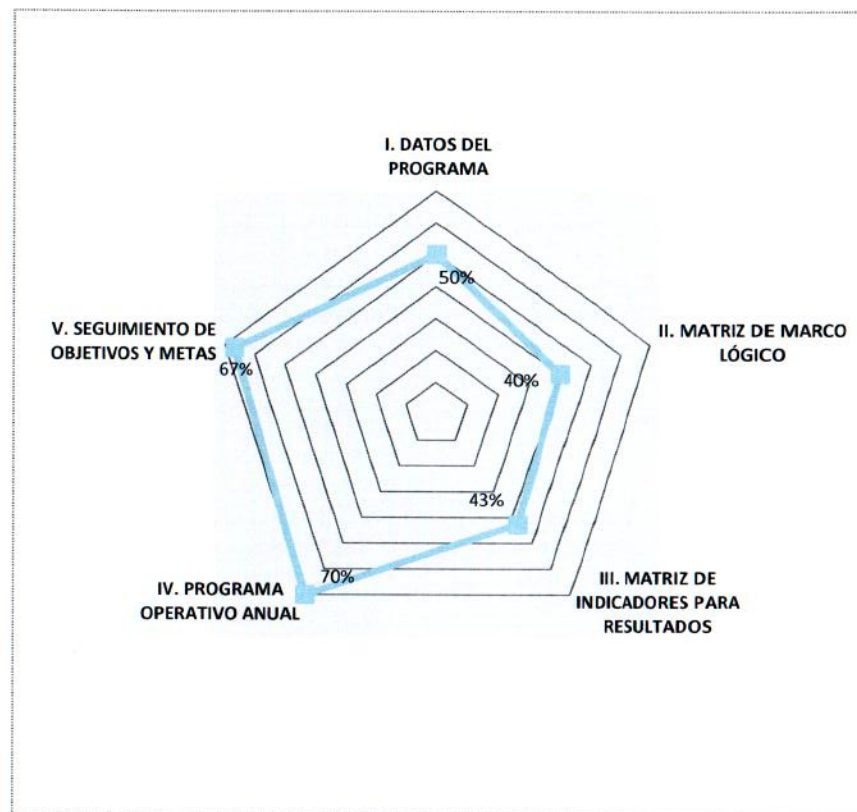 I. DATOS DEL
PROGRAMA
50%
II. MATRIZ DE MARCO
LÓGICO
40%
43%
III. MATRIZ DE
INDICADORES PARA
RESULTADOS
70%
IV. PROGRAMA
OPERATIVO ANUAL
V. SEGUIMIENTO DE
OBJETIVOS Y METAS
67%